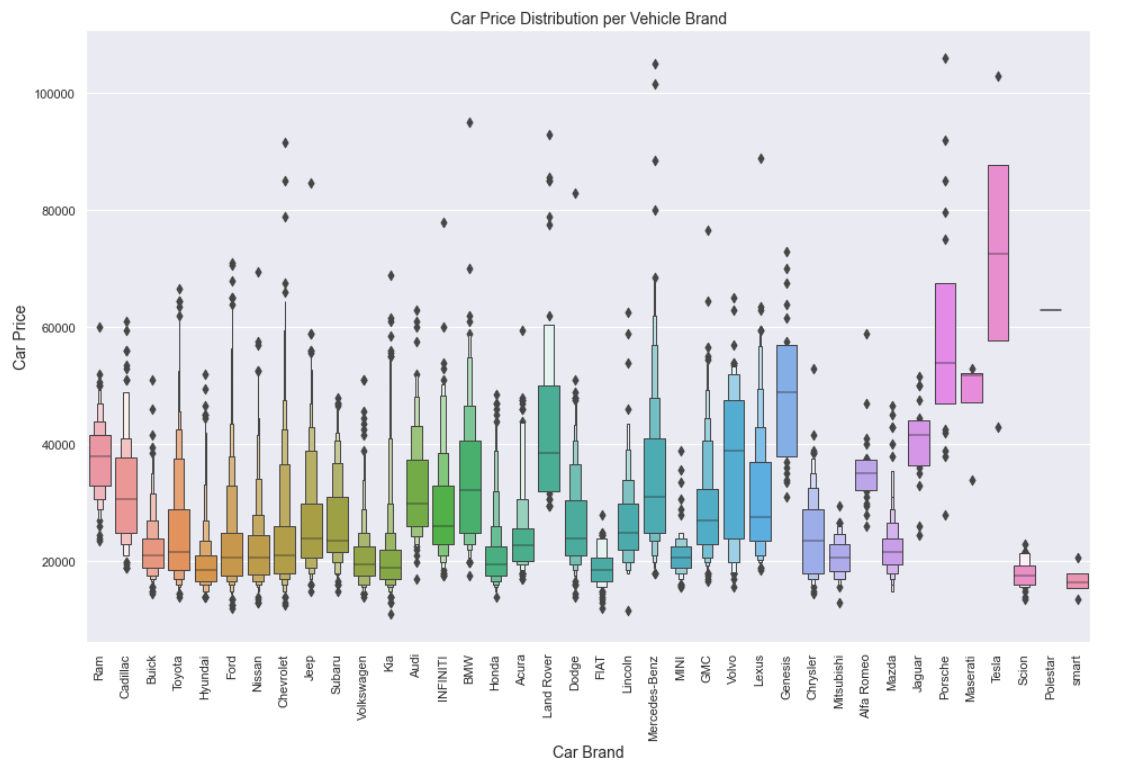 Car Price Distribution per Vehicle Brand
100000
80000
60000
40000
20000
Car Price
Ram
Cadillac
Buick
Toyota
Hyundai
Ford
Nissan
Chevrolet
Jeep
Subaru
Volkswagen
Kia
Audi
INFINITI
BMW
Honda
Acura
Land Rover
Dodge
FIAT
Lincoln
Mercedes-Benz
MINI
GMC
Volvo
Lexus
Genesis
Chrysler
Mitsubishi
Alfa Romeo
Mazda
Jaguar
Porsche
Maserati
Tesla
Scion
Polestar
smart
Car Brand